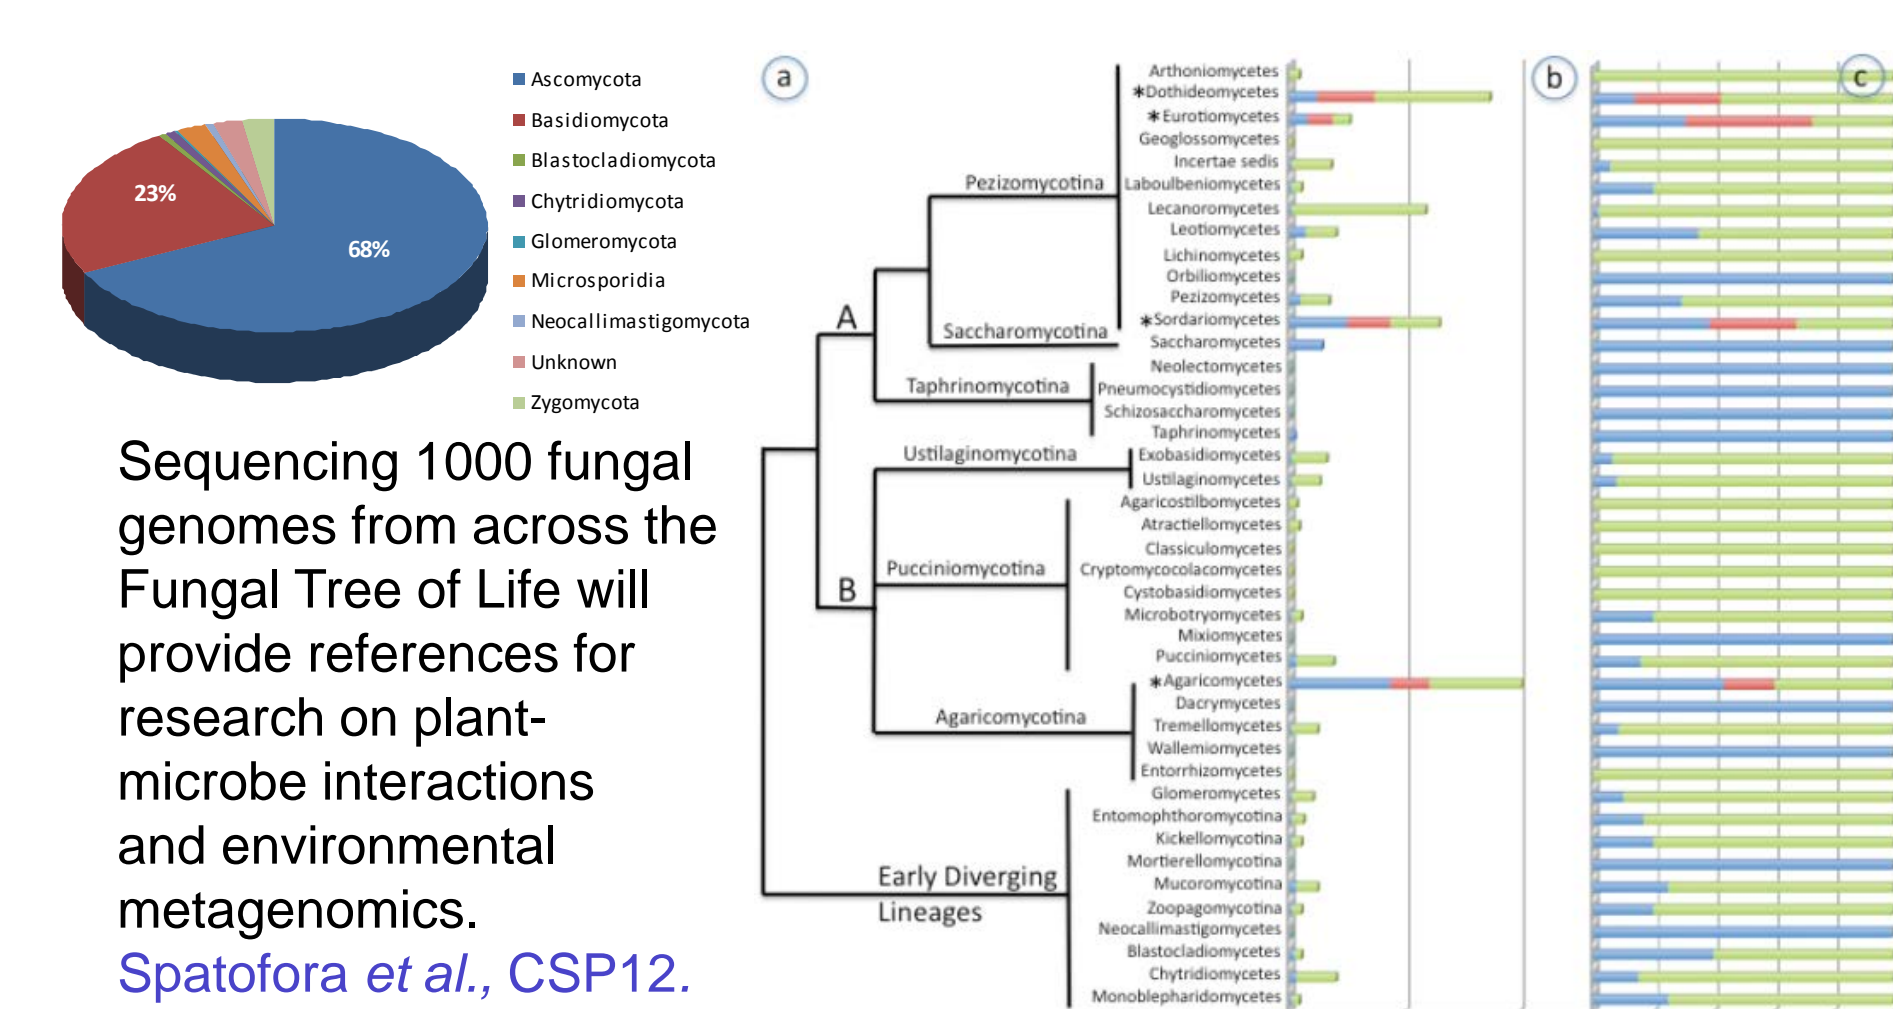 Ascomycota
Basidiomycota
Blastocladiomycota
Chytridiomycota
Glomeromycota
Microsporidia
Neocallimastigomycota
Unknown
Zygomycota
23%
68%
Sequencing 1000 fungal
genomes from across the
Fungal Tree of Life will
provide references for
research on plant-
microbe interactions
and environmental
metagenomics.
Spatofora et al., CSP12.
a
b
c
A
B
Pezizomycotina
Saccharomycotina
Taphrinomycotina
Ustilaginomycotina
Pucciniomycotina
Agaricomycotina
Early Diverging
Lineages
Arthoniomycetes
*Dothideomycetes
*Eurotiomycetes
Geoglossomycetes
Incertae sedis
Laboulbeniomycetes
Lecanoromycetes
Leotiomycetes
Lichinomycetes
Orbiliomycetes
Pezizomycetes
*Sordariomycetes
Saccharomycetes
Neolectomycetes
Pneumocystidiomycetes
Schizosaccharomycetes
Taphrinomycetes
Exobasidiomycetes
Ustilaginomycetes
Agaricostilbomycetes
Atractiellomycetes
Classiculomycetes
Cryptomycocolacomycetes
Cystobasidiomycetes
Microbotryomycetes
Mixiomycetes
Pucciniomycetes
*Agaricomycetes
Dacrymycetes
Tremellomycetes
Wallemiomycetes
Entorrhizomycetes
Glomeromycetes
Entomophthoromycotina
Kickellomycotina
Mortierellomycotina
Mucoromycotina
Zoopagomycotina
Neocallimastigomycetes
Blastocladiomycetes
Chytridiomycetes
Monoblepharidomycetes